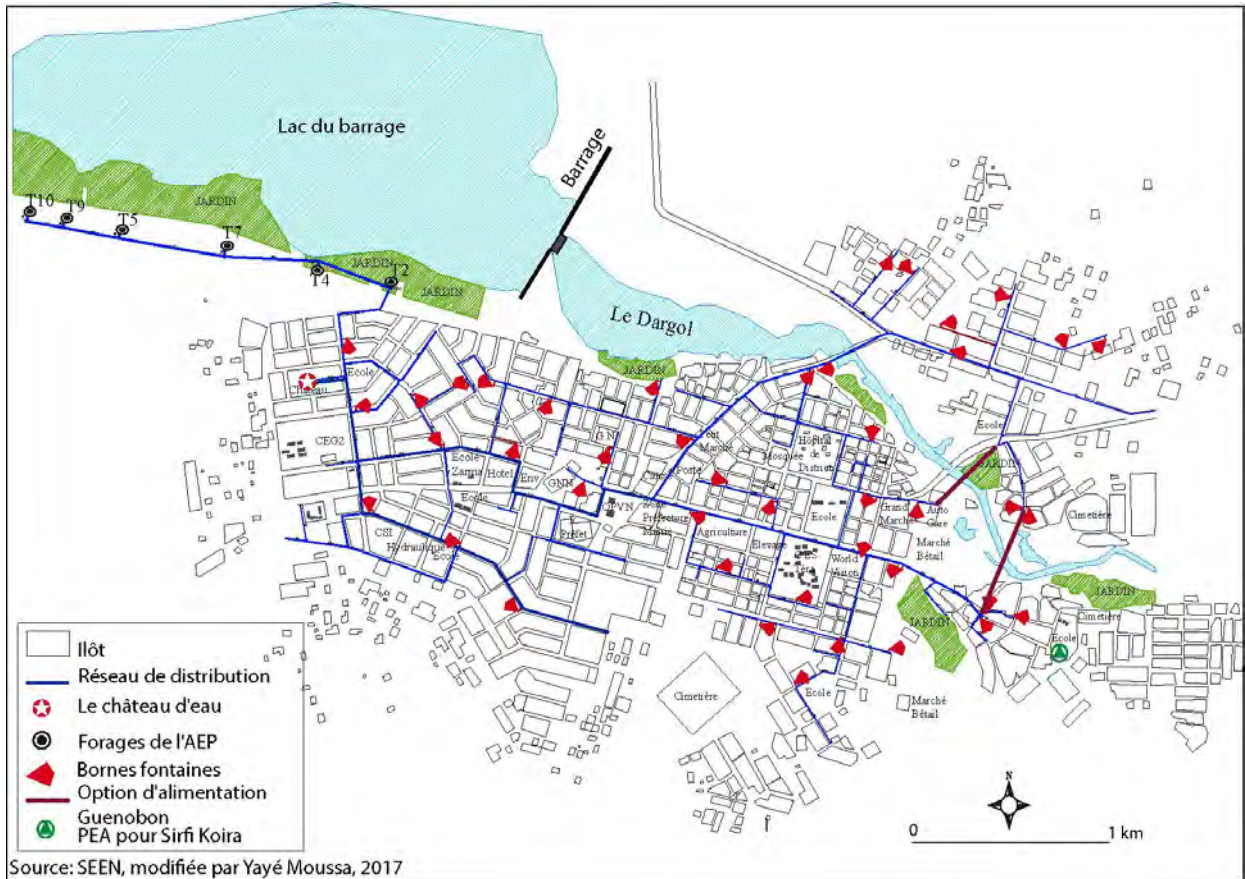 Lac du barrage
Barrage
JARDIN
T10
T9
T5
T7
T4
JARDIN
T2
JARDIN
Le Dargol
JARDIN
Château
Ecole
CEG2
Ecole
Zarma
Hotel
Env
GNN
Ecole
Préfet
CSI
Hydraulique
Ecole
OPVN
G N
Petit
Marché
Poste
Mosquée
Hôpital
de
District
Préfecture
Mairie
Agriculture
Elevage
Ecole
World
Vision
Grand
Marché
Auto
Gare
Marché
Bétail
Ecole
JARDIN
Cimetière
JARDIN
JARDIN
Cimetière
Ecole
Cimetière
Ecole
Marché
Bétail
Ilôt
Réseau de distribution
Le château d'eau
Forages de l'AEP
Bornes fontaines
Option d'alimentation
Guenobon
PEA pour Sirfi Koira
N
0 1 km
Source: SEEN, modifiée par Yayé Moussa, 2017